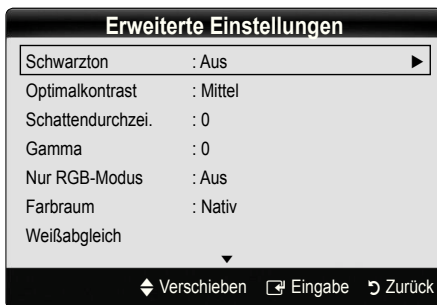 Erweiterte Einstellungen
Schwarzton : Aus
Optimalkontrast : Mittel
Schattendurchzei. : 0
Gamma : 0
Nur RGB-Modus : Aus
Farbraum : Nativ
Weißabgleich
Verschieben Eingabe Zurück